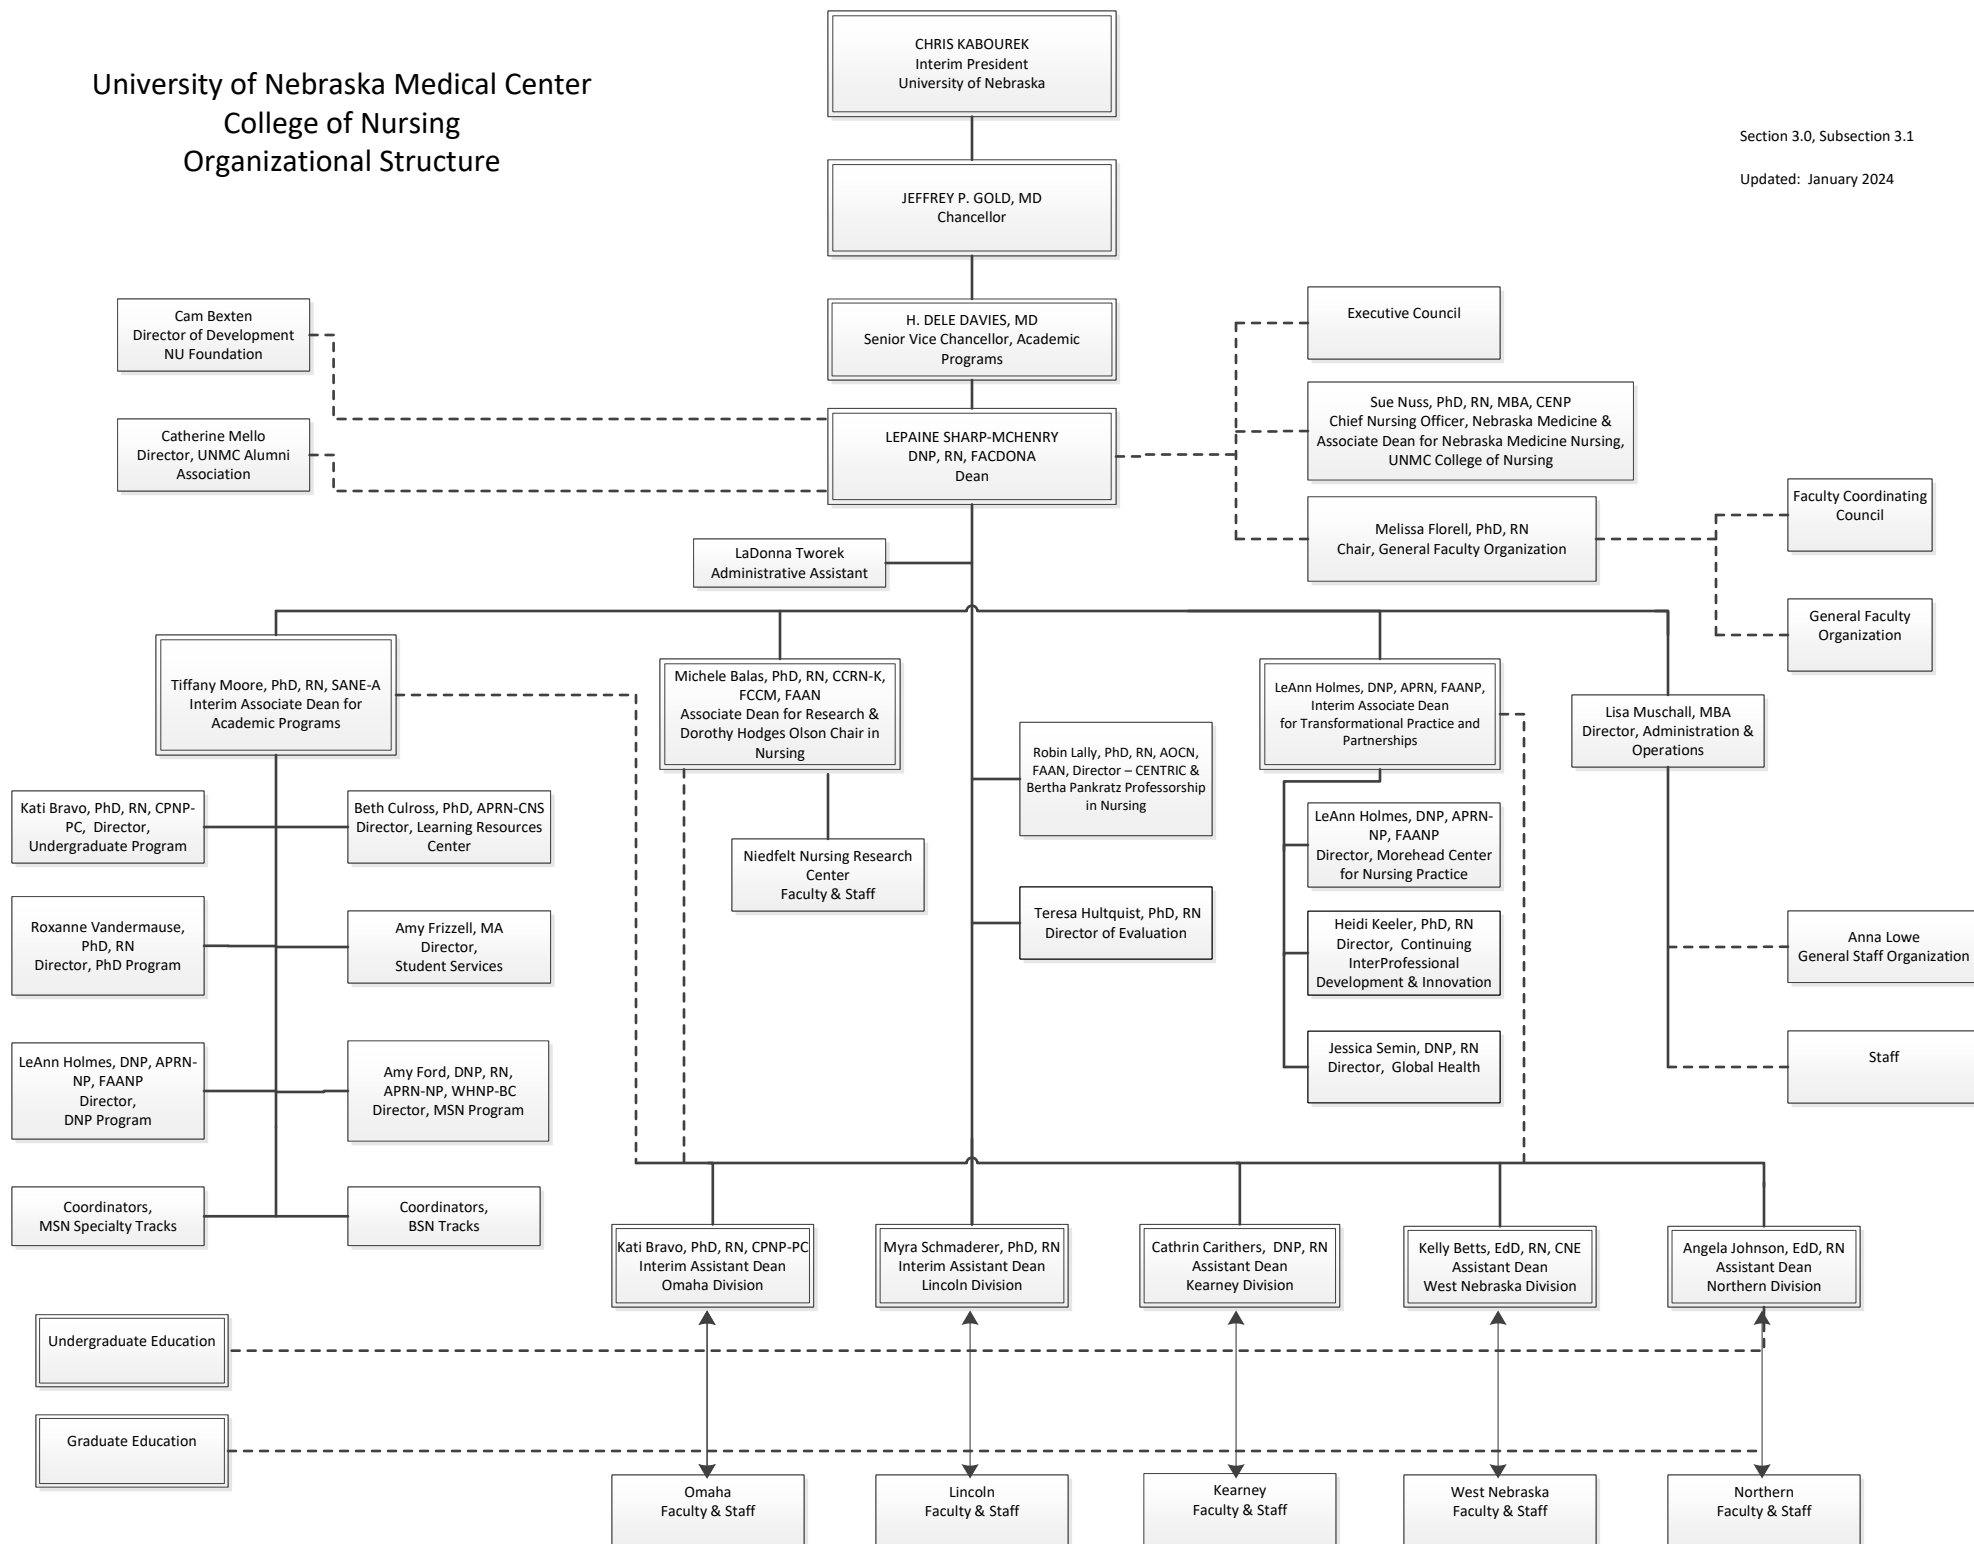 University of Nebraska Medical Center
College of Nursing
Organizational Structure
CHRIS KABOUREK
Interim President
University of Nebraska
Section 3.0, Subsection 3.1
Updated:  January 2024
JEFFREY P. GOLD, MD
Chancellor
H. DELE DAVIES, MD
Senior Vice Chancellor, Academic
Programs
Cam Bexten
Director of Development
NU Foundation
Catherine Mello
Director, UNMC Alumni
Association
LEPAINE SHARP-MCHENRY
DNP, RN, FACDONA
Dean
Executive Council
Sue Nuss, PhD, RN, MBA, CENP
Chief Nursing Officer, Nebraska Medicine &
Associate Dean for Nebraska Medicine Nursing,
UNMC College of Nursing
Melissa Florell, PhD, RN
Chair, General Faculty Organization
Faculty Coordinating
Council
General Faculty
Organization
LaDonna Tworek
Administrative Assistant
Tiffany Moore, PhD, RN, SANE-A
Interim Associate Dean for
Academic Programs
Michele Balas, PhD, RN, CCRN-K,
FCCM, FAAN
Associate Dean for Research &
Dorothy Hodges Olson Chair in
Nursing
Robin Lally, PhD, RN, AOCN,
FAAN, Director – CENTRIC &
Bertha Pankratz Professorship
in Nursing
LeAnn Holmes, DNP, APRN, FAANP,
Interim Associate Dean
for Transformational Practice and
Partnerships
Lisa Muschall, MBA
Director, Administration &
Operations
Kati Bravo, PhD, RN, CPNP-
PC,  Director,
Undergraduate Program
Beth Culross, PhD, APRN-CNS
Director, Learning Resources
Center
Niedfelt Nursing Research
Center
Faculty & Staff
LeAnn Holmes, DNP, APRN-
NP, FAANP
Director, Morehead Center
for Nursing Practice
Roxanne Vandermause,
PhD, RN
Director, PhD Program
Amy Frizzell, MA
Director,
Student Services
Teresa Hultquist, PhD, RN
Director of Evaluation
Heidi Keeler, PhD, RN
Director,  Continuing
InterProfessional
Development & Innovation
Anna Lowe
General Staff Organization
LeAnn Holmes, DNP, APRN-
NP, FAANP
Director,
DNP Program
Amy Ford, DNP, RN,
APRN-NP, WHNP-BC
Director, MSN Program
Jessica Semin, DNP, RN
Director,  Global Health
Staff
Coordinators,
MSN Specialty Tracks
Coordinators,
BSN Tracks
Kati Bravo, PhD, RN, CPNP-PC
Interim Assistant Dean
Omaha Division
Myra Schmaderer, PhD, RN
Interim Assistant Dean
Lincoln Division
Cathrin Carithers,  DNP, RN
Assistant Dean
Kearney Division
Kelly Betts, EdD, RN, CNE
Assistant Dean
West Nebraska Division
Angela Johnson, EdD, RN
Assistant Dean
Northern Division
Undergraduate Education
Graduate Education
Omaha
Faculty & Staff
Lincoln
Faculty & Staff
Kearney
Faculty & Staff
West Nebraska
Faculty & Staff
Northern
Faculty & Staff